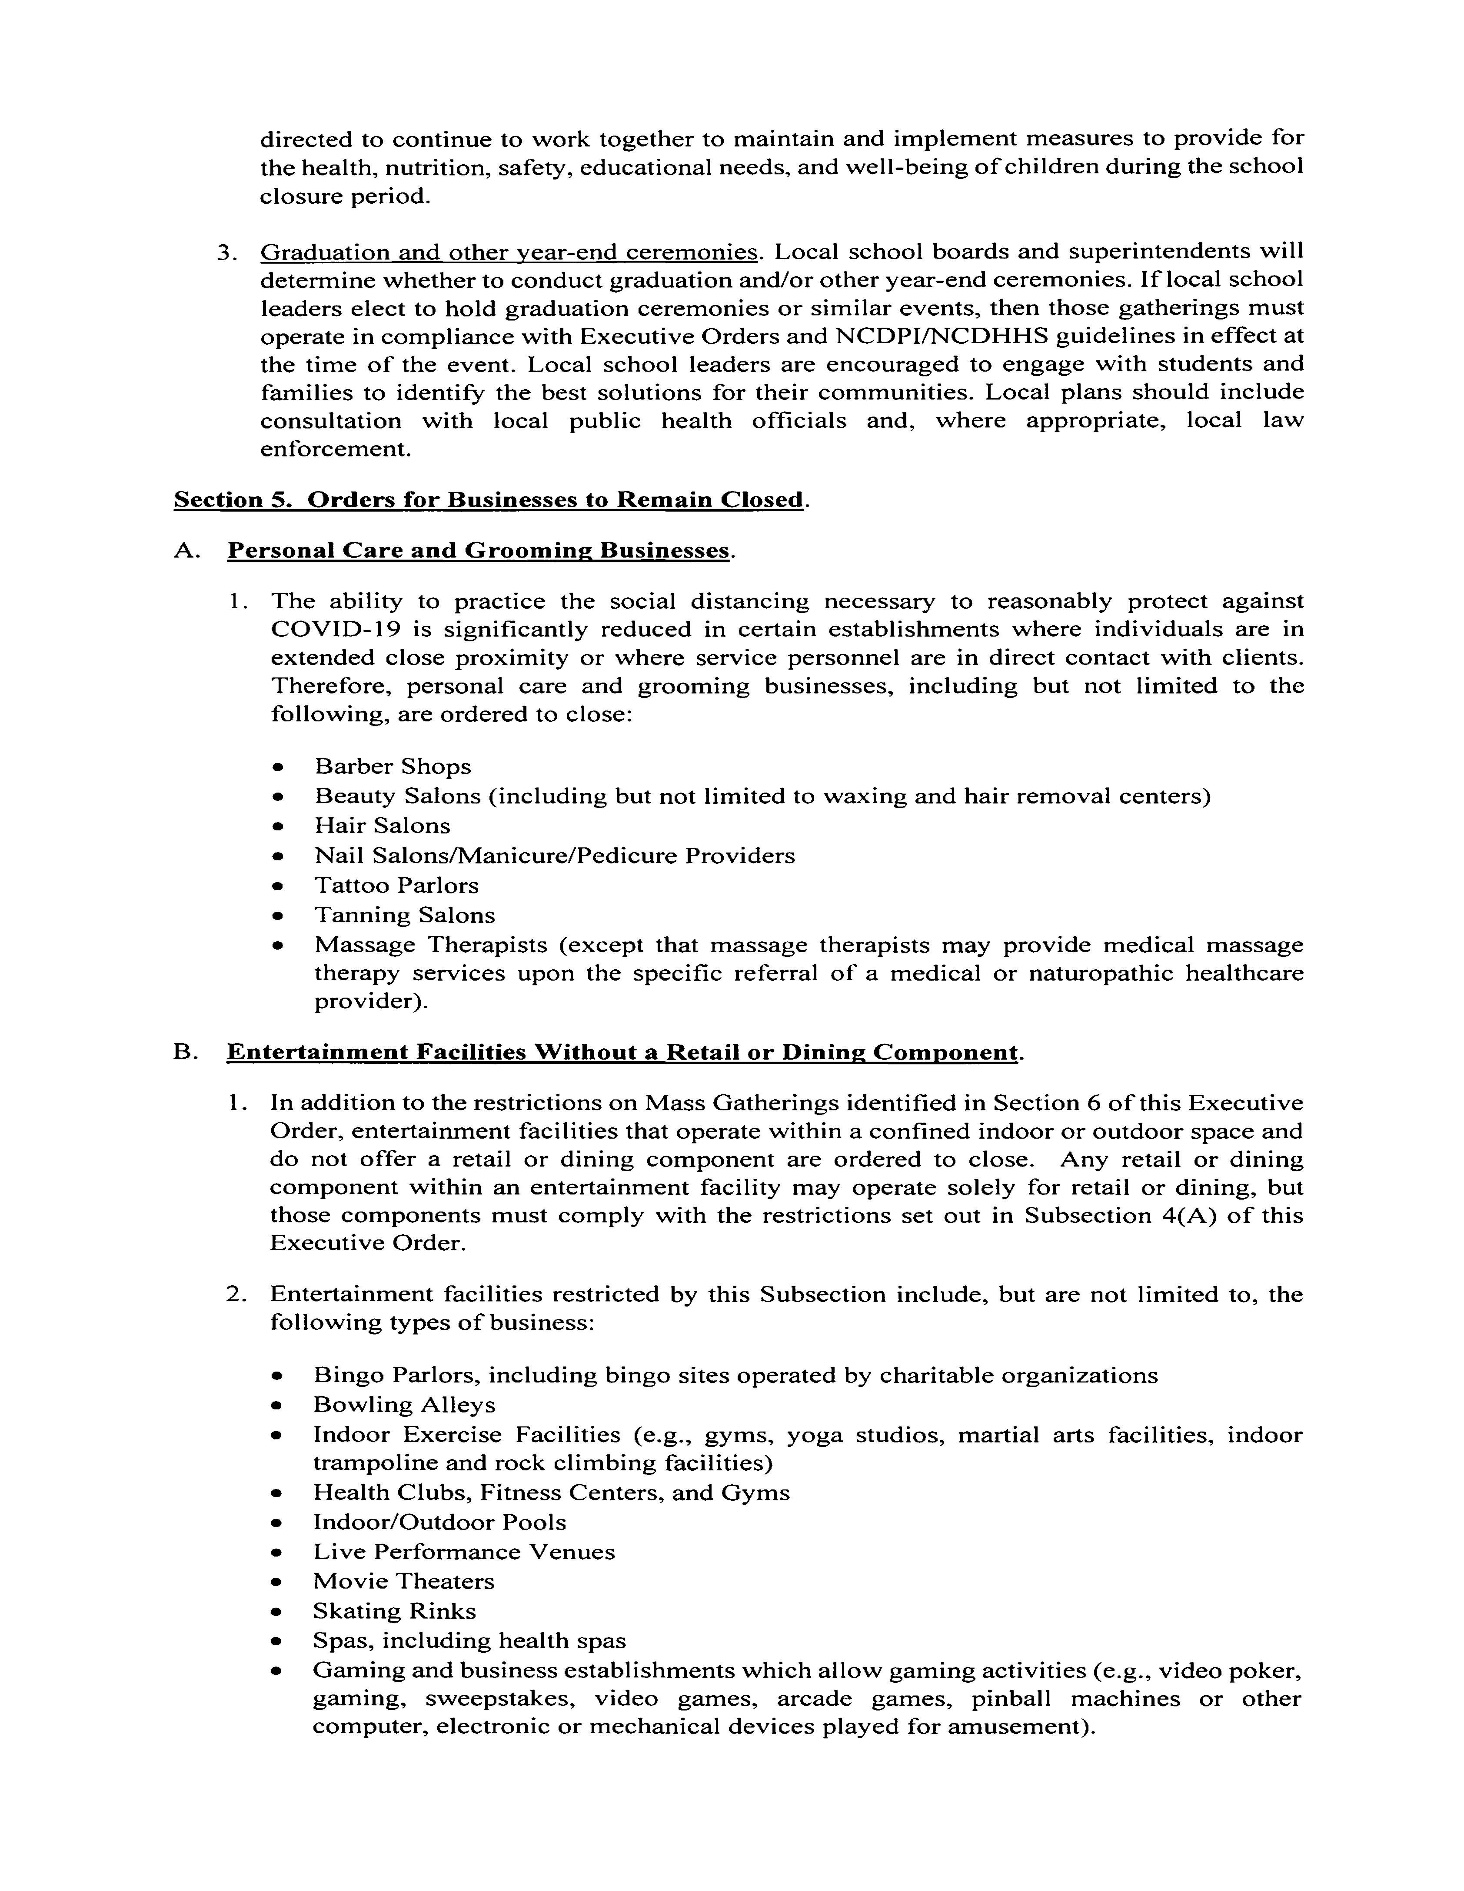 directed to continue to work together to maintain and implement measures to provide for
the health, nutrition, safety, educational needs, and well-being of children during the school
closure period.
3. Graduation and other year-end ceremonies. Local school boards and superintendents will
determine whether to conduct graduation and/or other year-end ceremonies. If local school
leaders elect to hold graduation ceremonies or similar events, then those gatherings must
operate in compliance with Executive Orders and NCDPI/NCDHHS guidelines in effect at
the time of the event. Local school leaders are encouraged to engage with students and
families to identify the best solutions for their communities. Local plans should include
consultation with local public health officials and, where appropriate, local law
enforcement.
Section 5. Orders for Businesses to Remain Closed.
A. Personal Care and Grooming Businesses.
1. The ability to practice the social distancing necessary to reasonably protect against
COVID-19 is significantly reduced in certain establishments where individuals are in
extended close proximity or where service personnel are in direct contact with clients.
Therefore, personal care and grooming businesses, including but not limited to the
following, are ordered to close:
• Barber Shops
• Beauty Salons (including but not limited to waxing and hair removal centers)
• Hair Salons
• Nail Salons/Manicure/Pedicure Providers
• Tattoo Parlors
• Tanning Salons
• Massage Therapists (except that massage therapists may provide medical massage
therapy services upon the specific referral of a medical or naturopathic healthcare
provider).
B. Entertainment Facilities Without a Retail or Dining Component.
1. In addition to the restrictions on Mass Gatherings identified in Section 6 of this Executive
Order, entertainment facilities that operate within a confined indoor or outdoor space and
do not offer a retail or dining component are ordered to close. Any retail or dining
component within an entertainment facility may operate solely for retail or dining, but
those components must comply with the restrictions set out in Subsection 4(A) of this
Executive Order.
2. Entertainment facilities restricted by this Subsection include, but are not limited to, the
following types of business:
• Bingo Parlors, including bingo sites operated by charitable organizations
• Bowling Alleys
• Indoor Exercise Facilities (e.g., gyms, yoga studios, martial arts facilities, indoor
trampoline and rock climbing facilities)
• Health Clubs, Fitness Centers, and Gyms
• Indoor/Outdoor Pools
• Live Performance Venues
• Movie Theaters
• Skating Rinks
• Spas, including health spas
• Gaming and business establishments which allow gaming activities (e.g., video poker,
gaming, sweepstakes, video games, arcade games, pinball machines or other
computer, electronic or mechanical devices played for amusement).